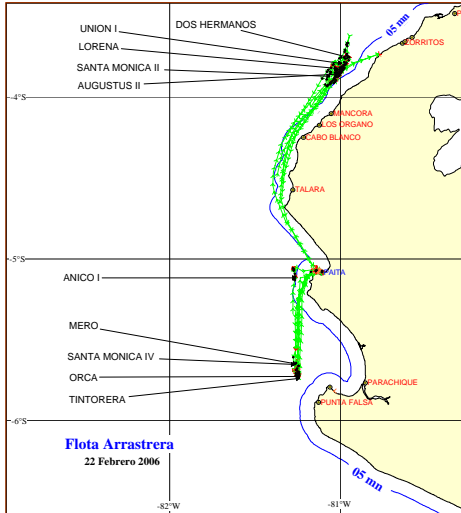 UNION I
DOS HERMANOS
LORENA
SANTA MONICA II
AUGUSTUS II
05 mn
ZORRITOS
-4°S
MANCORA
LOS ORGANO
CABO BLANCO
TALARA
-5°S
PAITA
ANICO I
MERO
SANTA MONICA IV
ORCA
TINTORERA
PARACHIQUE
PUNTA FALSA
-6°S
Flota Arrastrera
22 Febrero 2006
05 mn
-82°W
-81°W